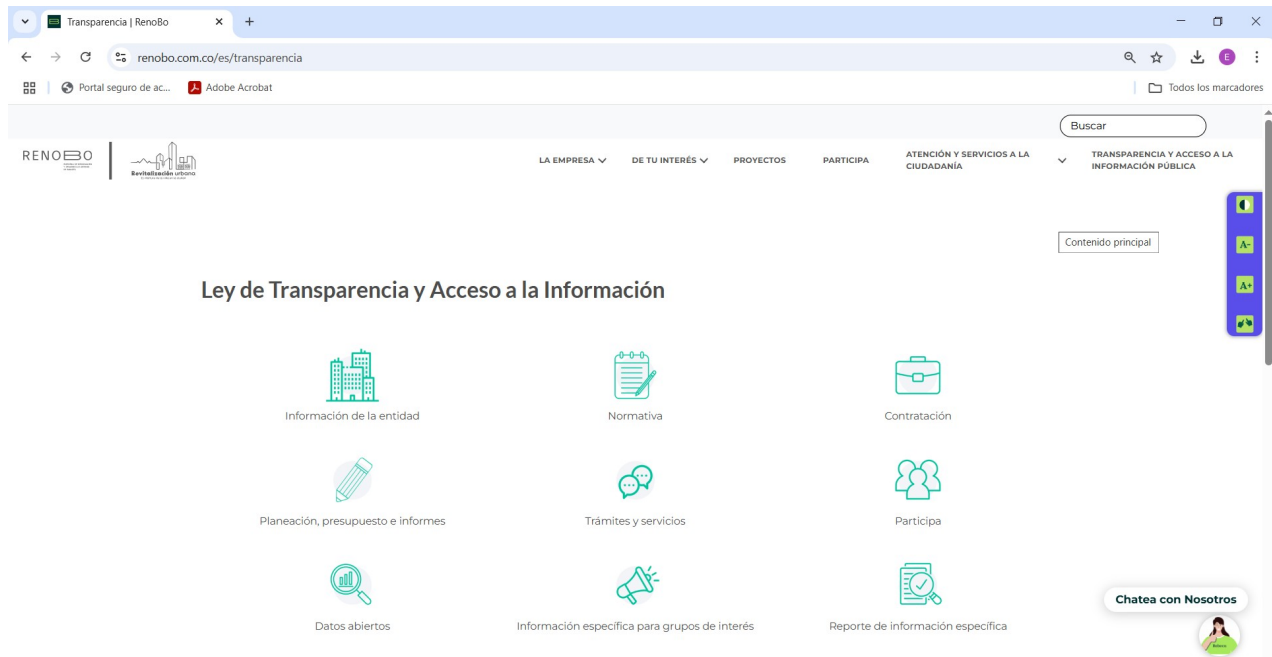 Transparencia | RenoBo
renobo.com.co/es/transparencia
E
Portal seguro de ac...
Adobe Acrobat
Todos los marcadores
Buscar
RENOBO
Revitalización urbana
LA EMPRESA
DE TU INTERÉS
PROYECTOS
PARTICIPA
ATENCIÓN Y SERVICIOS A LA
CIUDADANÍA
TRANSPARENCIA Y ACCESO A LA
INFORMACIÓN PÚBLICA
Contenido principal
A-
A+
Ley de Transparencia y Acceso a la Información
Información de la entidad
Normativa
Contratación
Planeación, presupuesto e informes
Trámites y servicios
Participa
Datos abiertos
Información específica para grupos de interés
Reporte de información específica
Chatea con Nosotros